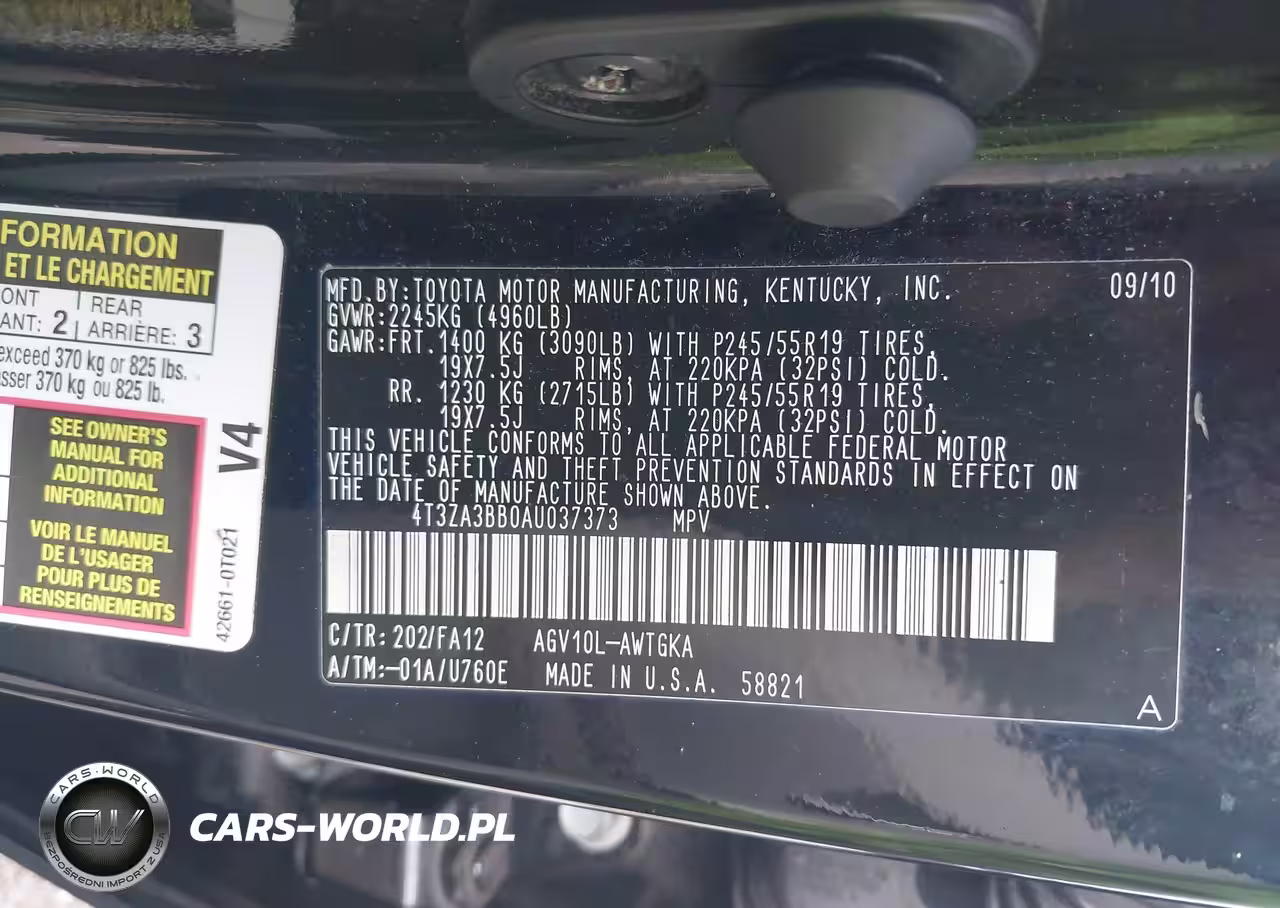 FORMATION
ET LE CHARGEMENT
ONT | REAR
ANT: 2 | ARRIÈRE: 3
exceed 370 kg or 825 lbs.
sser 370 kg ou 825 lb.
SEE OWNER'S
MANUAL FOR
ADDITIONAL
INFORMATION
VOIR LE MANUEL
DE L'USAGER
POUR PLUS DE
RENSEIGNEMENTS
V4
42661-0T021
MFD.BY:TOYOTA MOTOR MANUFACTURING, KENTUCKY, INC. 09/10
GVWR:2245KG (4960LB)
GAWR:FRT.1400 KG (3090LB) WITH P245/55R19 TIRES,
19X7.5J RIMS, AT 220KPA (32PSI) COLD.
RR. 1230 KG (2715LB) WITH P245/55R19 TIRES,
19X7.5J RIMS, AT 220KPA (32PSI) COLD.
THIS VEHICLE CONFORMS TO ALL APPLICABLE FEDERAL MOTOR
VEHICLE SAFETY AND THEFT PREVENTION STANDARDS IN EFFECT ON
THE DATE OF MANUFACTURE SHOWN ABOVE.
4T3ZA3BB0AU037373 MPV
C/TR:202/FA12 AGV10L-AWTGKA
A/TM:-01A/U760E MADE IN U.S.A. 58821
A
CARS-WORLD
CW
BEZPOŚREDNI IMPORT Z USA
CARS-WORLD.PL